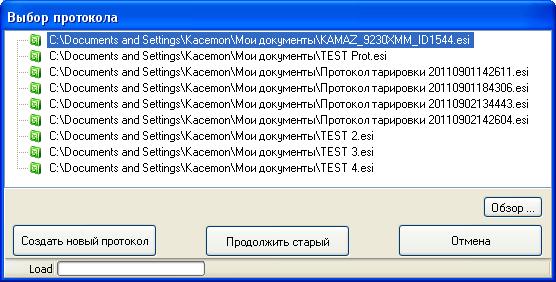 Выбор протокола
C:\Documents and Settings\Kacemon\Мои документы\KAMAZ_9230XMM_ID1544.esi
C:\Documents and Settings\Kacemon\Мои документы\TEST Prot.esi
C:\Documents and Settings\Kacemon\Мои документы\Протокол тарировки 20110901142611.esi
C:\Documents and Settings\Kacemon\Мои документы\Протокол тарировки 20110901184306.esi
C:\Documents and Settings\Kacemon\Мои документы\Протокол тарировки 20110902134443.esi
C:\Documents and Settings\Kacemon\Мои документы\Протокол тарировки 20110902142604.esi
C:\Documents and Settings\Kacemon\Мои документы\TEST 2.esi
C:\Documents and Settings\Kacemon\Мои документы\TEST 3.esi
C:\Documents and Settings\Kacemon\Мои документы\TEST 4.esi
Обзор ...
Создать новый протокол Продолжить старый Отмена
Load